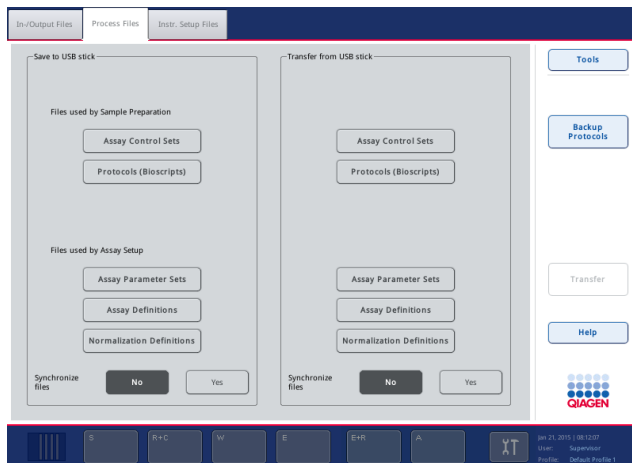 In-/Output Files
Process Files
Instr. Setup Files
Save to USB stick
Files used by Sample Preparation
Assay Control Sets
Protocols (Bioscripts)
Files used by Assay Setup
Assay Parameter Sets
Assay Definitions
Normalization Definitions
Synchronize
files
No
Yes
Transfer from USB stick
Assay Control Sets
Protocols (Bioscripts)
Assay Parameter Sets
Assay Definitions
Normalization Definitions
Synchronize
files
No
Yes
Tools
Backup
Protocols
Transfer
Help
QIAGEN
S
R+C
W
E
E+R
A
Jan 21, 2015 | 08:12:07
User: Supervisor
Profile: Default Profile 1